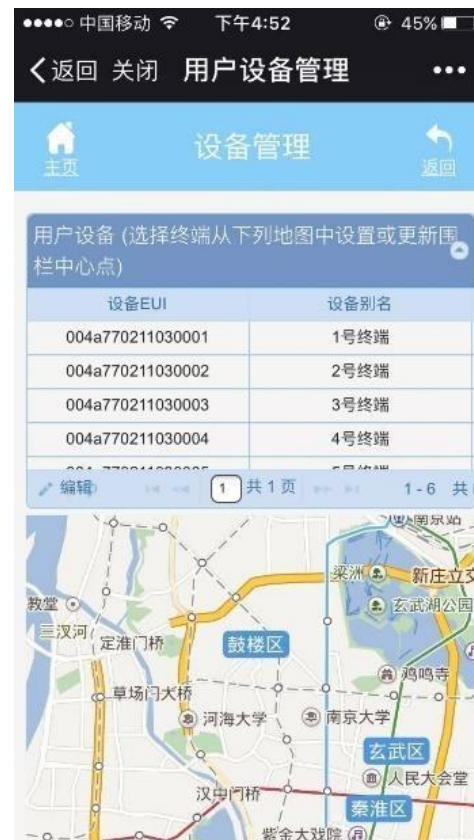 中国移动 下午4:52 45%
返回 关闭 用户设备管理
主页 设备管理 返回
用户设备 (选择终端从下列地图中设置或更新围
栏中心点)
设备EUI 设备别名
004a770211030001 1号终端
004a770211030002 2号终端
004a770211030003 3号终端
004a770211030004 4号终端
编辑 1 共 1 页 1 - 6 共
南京站
梁洲 新庄立交
教堂 玄武湖公园
三汊河
定淮门桥 鼓楼区
鸡鸣寺
草场门大桥
河海大学 南京大学
玄武区
人民大会堂
汉中门桥
秦淮区
紫金大戏院